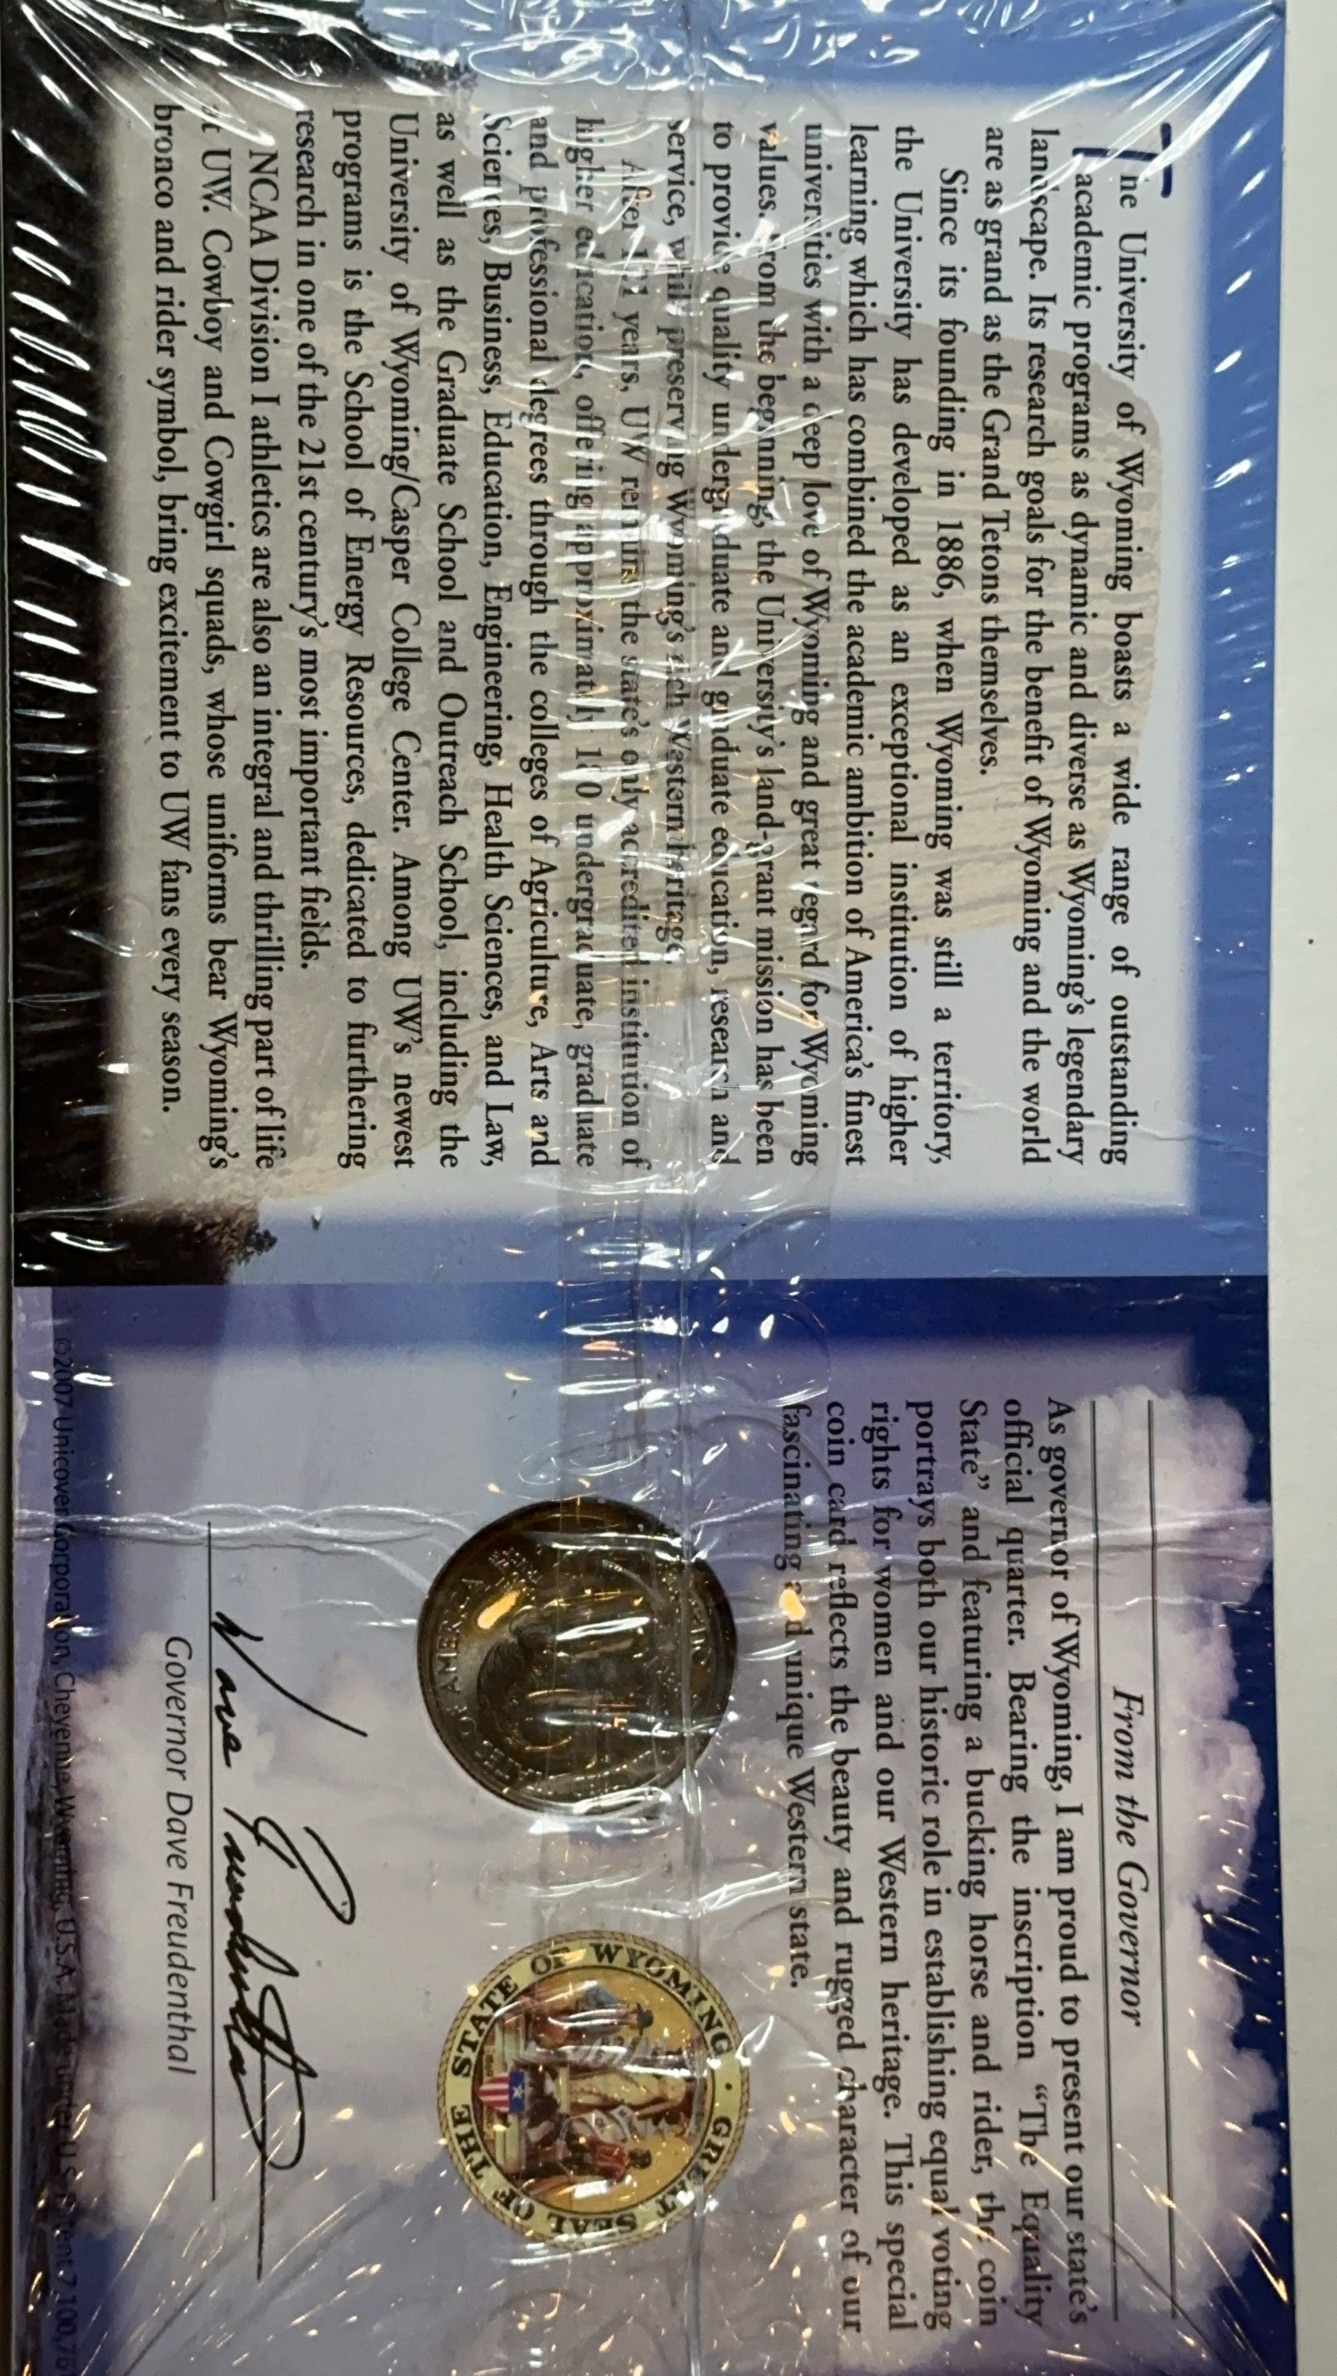 The University of Wyoming boasts a wide range of outstanding
academic programs as dynamic and diverse as Wyoming's legendary
landscape. Its research goals for the benefit of Wyoming and the world
are as grand as the Grand Tetons themselves.
Since its founding in 1886, when Wyoming was still a territory,
the University has developed as an exceptional institution of higher
learning which has combined the academic ambition of America's finest
universities with a deep love of Wyoming and great regard for Wyoming
values. From the beginning, the University's land-grant mission has been
to provide quality undergraduate and graduate education, research and
service, while preserving Wyoming's rich Western heritage.
After years, UW remains the state's only accredited institution of
higher education, offering approximately undergraduate, graduate
and professional degrees through the colleges of Agriculture, Arts and
Sciences, Business, Education, Engineering, Health Sciences, and Law,
as well as the Graduate School and Outreach School, including the
University of Wyoming/Casper College Center. Among UW's newest
programs is the School of Energy Resources, dedicated to furthering
research in one of the 21st century's most important fields.
NCAA Division I athletics are also an integral and thrilling part of life
at UW. Cowboy and Cowgirl squads, whose uniforms bear Wyoming's
bronco and rider symbol, bring excitement to UW fans every season.
From the Governor
As governor of Wyoming, I am proud to present our state's
official quarter. Bearing the inscription “The Equality
State” and featuring a bucking horse and rider, the coin
portrays both our historic role in establishing equal voting
rights for women and our Western heritage. This special
coin card reflects the beauty and rugged character of our
fascinating and unique Western state.
OF AMERICA
GREAT SEAL OF THE STATE OF WYOMING
Dave Freudenthal
Governor Dave Freudenthal
©2007 Unicover Corporation, Cheyenne, Wyoming, U.S.A. Made under U.S. Patent 7,100,